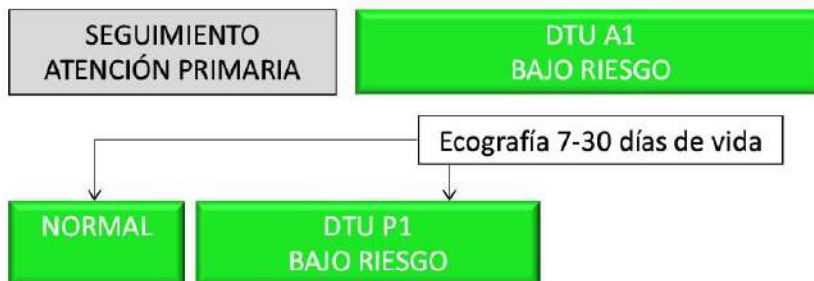 SEGUIMIENTO
ATENCIÓN PRIMARIA
DTU A1
BAJO RIESGO
Ecografía 7-30 días de vida
NORMAL
DTU P1
BAJO RIESGO